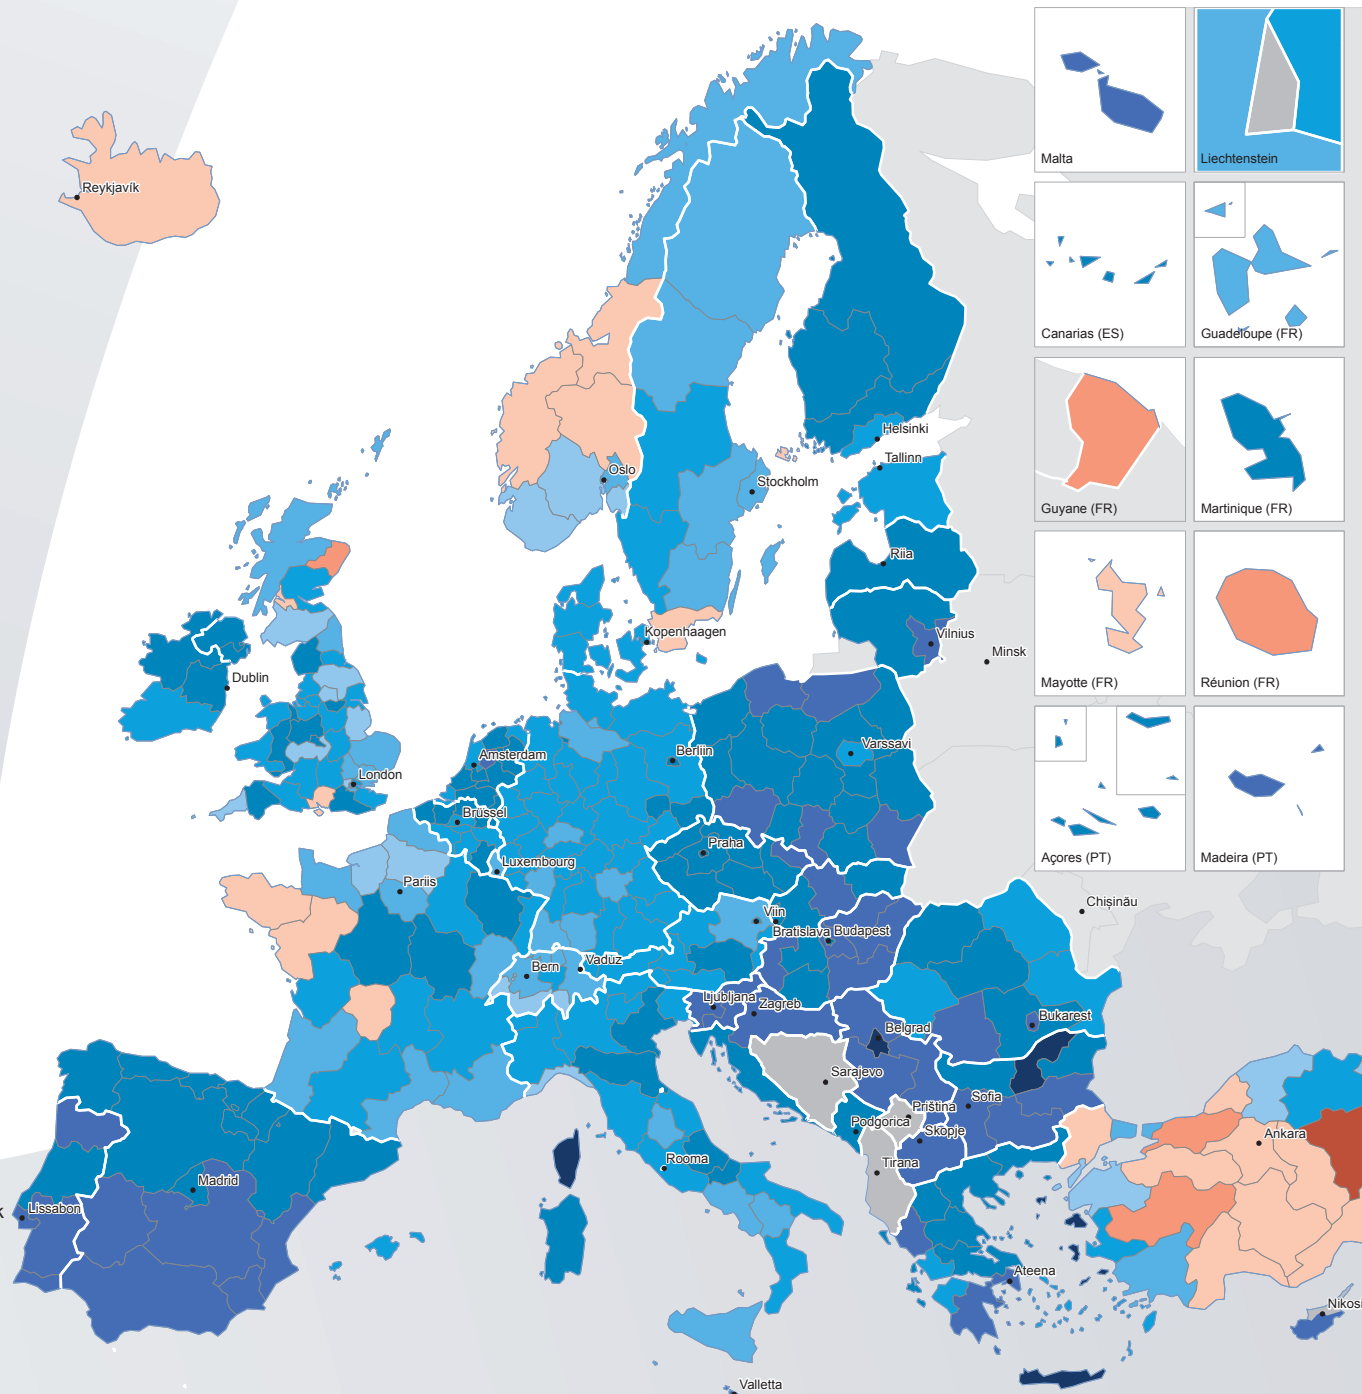 Malta
Liechtenstein
Reykjavík
Canarias (ES)
Guadeloupe (FR)
Helsinki
Tallinn
Oslo
Stockholm
Guyane (FR)
Martinique (FR)
Riia
Kopenhaagen
Vilnius
Minsk
Dublin
Mayotte (FR)
Réunion (FR)
Varssavi
Berliin
Amsterdam
London
Brüssel
Praha
Luxembourg
Açores (PT)
Madeira (PT)
Pariis
Chișinău
Viin
Bratislava
Budapest
Bern
Vaduz
Ljubljana
Zagreb
Bukarest
Belgrad
Sarajevo
Sofia
Priština
Podgorica
Skopje
Ankara
Rooma
Tirana
Madrid
Lissabon
Ateena
Nikosi
Valletta